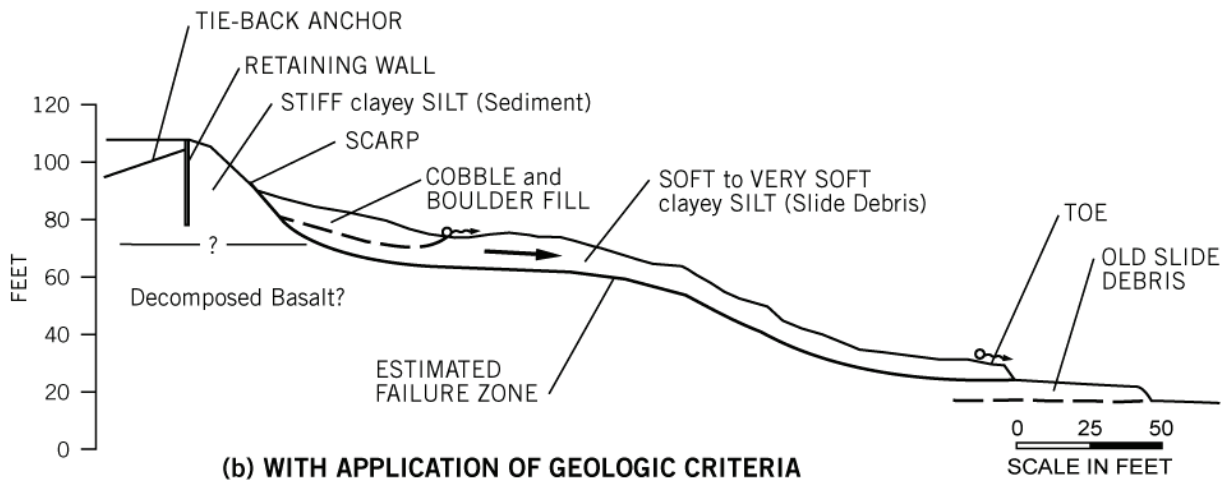 TIE-BACK ANCHOR
RETAINING WALL
STIFF clayey SILT (Sediment)
SCARP
COBBLE and
BOULDER FILL
SOFT to VERY SOFT
clayey SILT (Slide Debris)
TOE
OLD SLIDE
DEBRIS
120
100
80
60
40
20
0
FEET
?
Decomposed Basalt?
ESTIMATED
FAILURE ZONE
0 25 50
SCALE IN FEET
(b) WITH APPLICATION OF GEOLOGIC CRITERIA